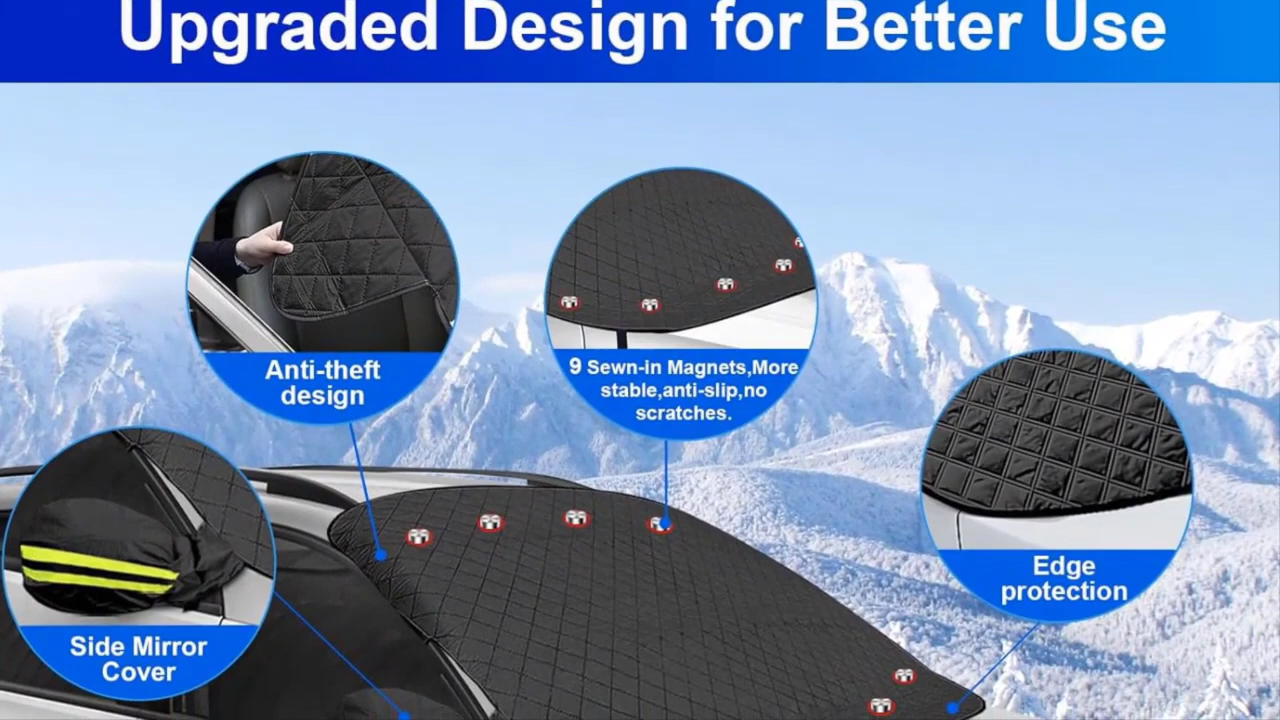 Upgraded Design for Better Use
Anti-theft
design
9 Sewn-in Magnets,More
stable,anti-slip,no
scratches.
Edge
protection
Side Mirror
Cover